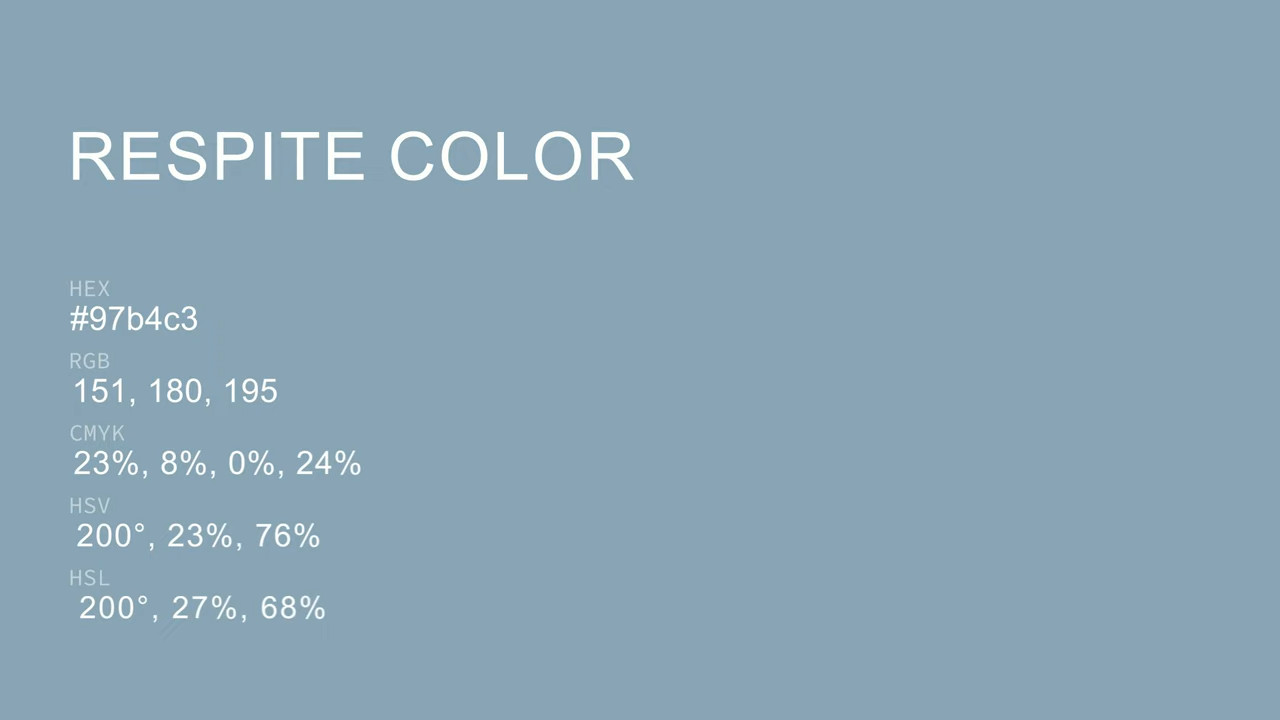 RESPITE COLOR
HEX
#97b4c3
RGB
151, 180, 195
CMYK
23%, 8%, 0%, 24%
HSV
200°, 23%, 76%
HSL
200°, 27%, 68%